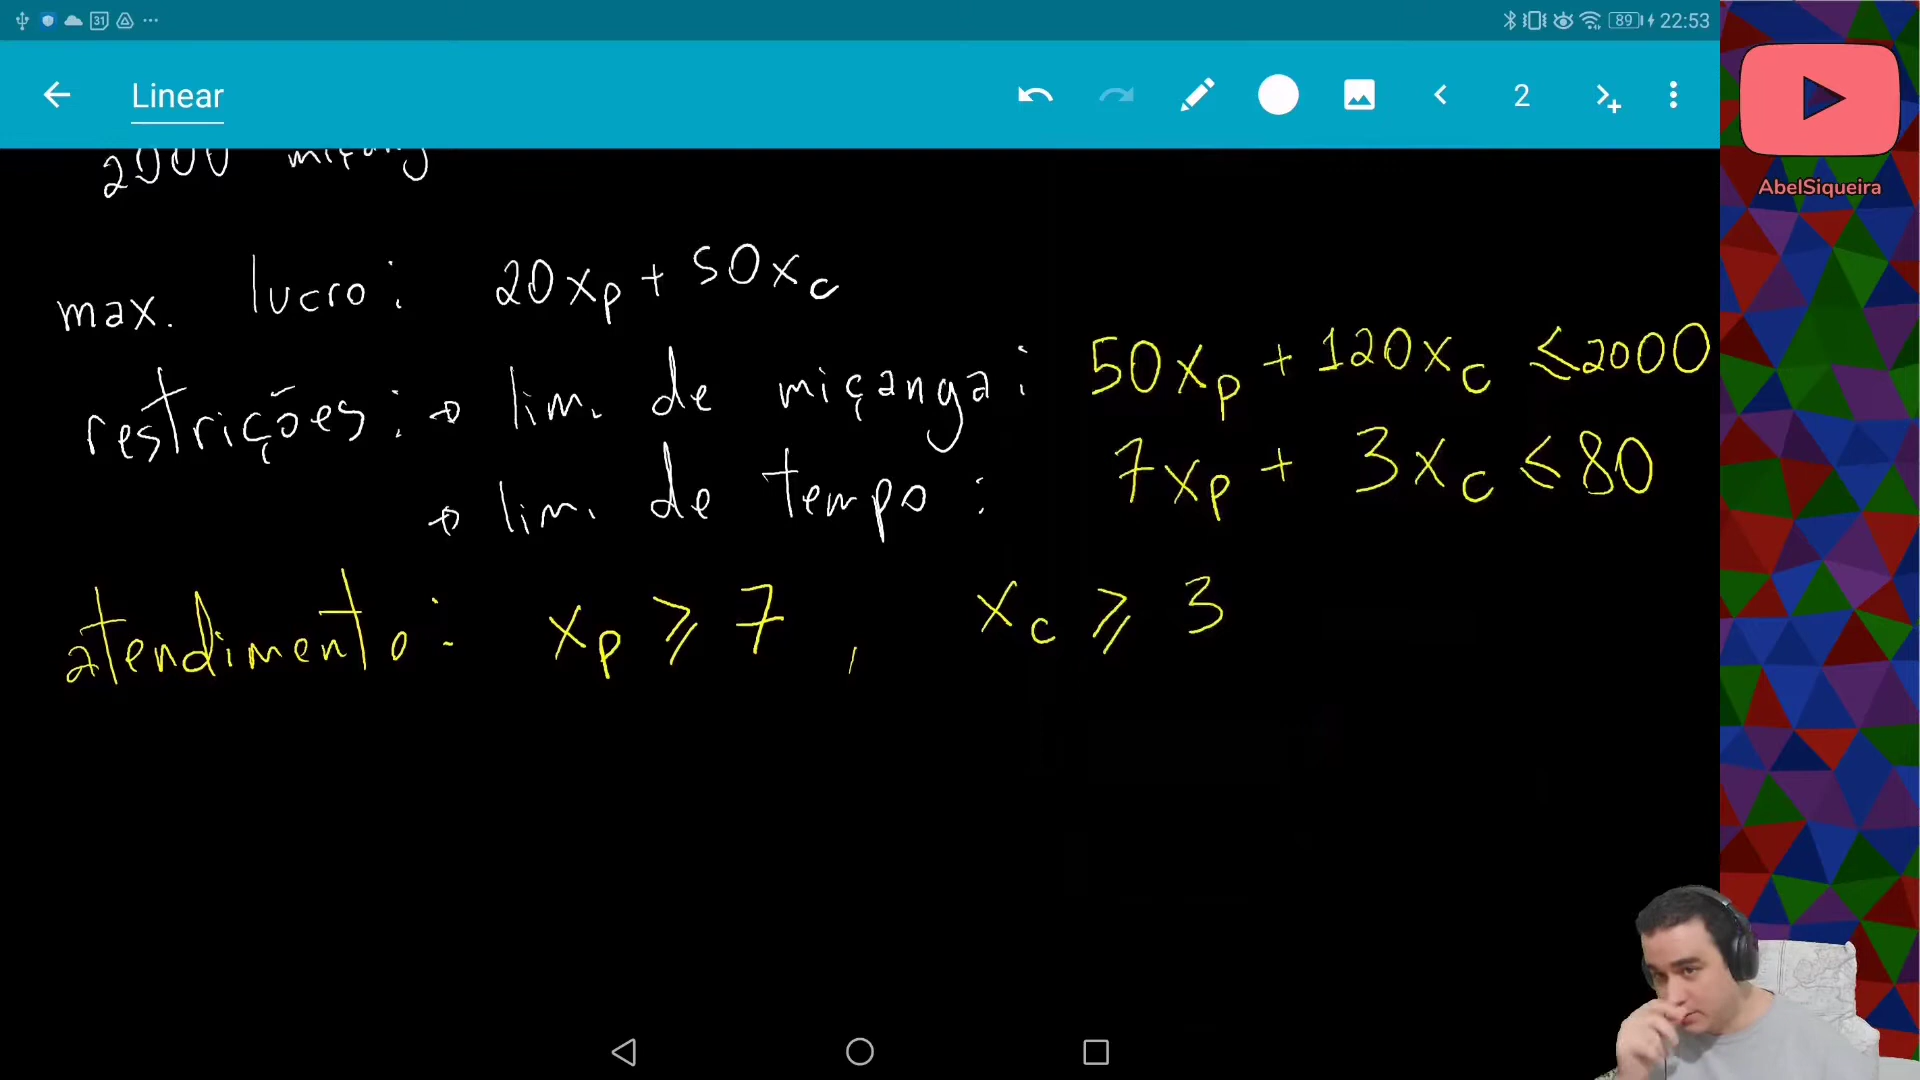 22:53
Linear
2
AbelSiqueira
2000
max. lucro: 20xp + 50xc
restrições: → lim. de miçanga: 50xp + 120xc ≤ 2000
→ lim. de tempo: 7xp + 3xc ≤ 80
atendimento: xp ⩾ 7 , xc ⩾ 3